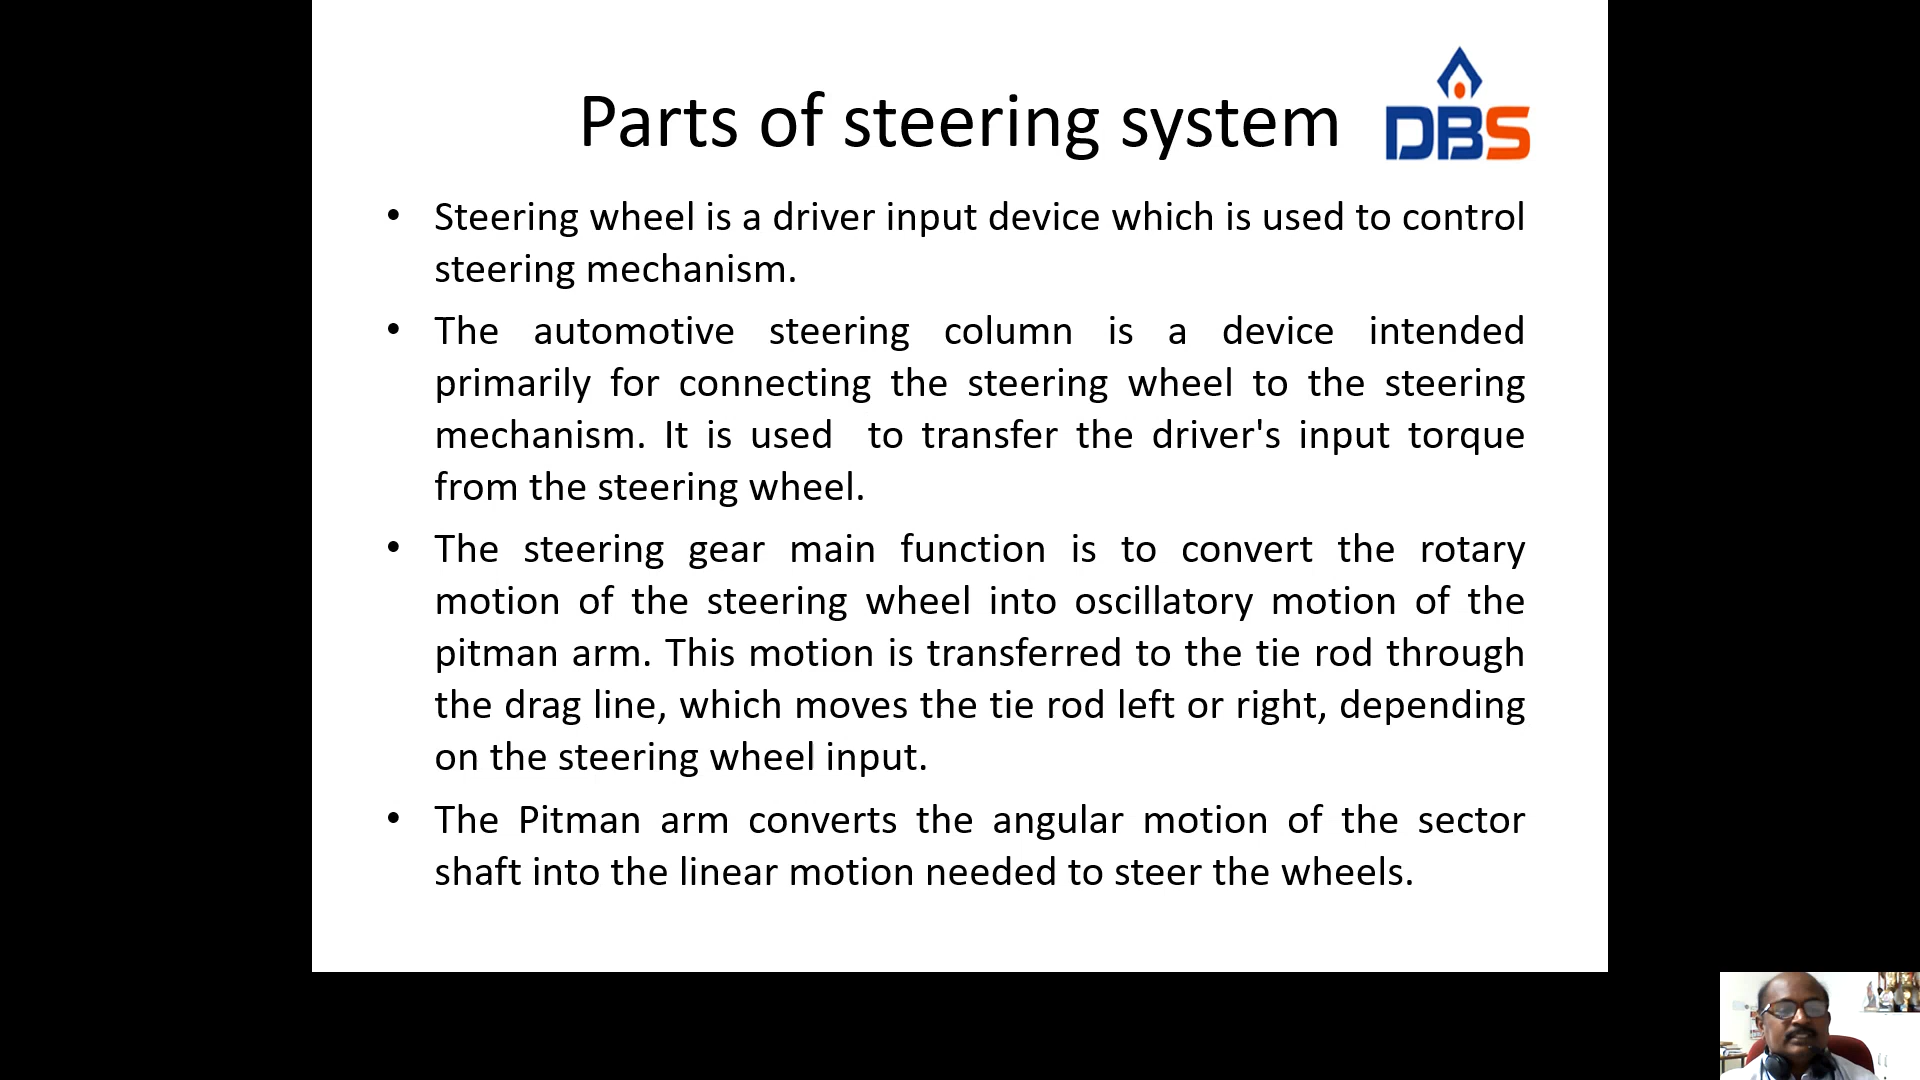 Parts of steering system
DBS
• Steering wheel is a driver input device which is used to control
steering mechanism.
• The automotive steering column is a device intended
primarily for connecting the steering wheel to the steering
mechanism. It is used to transfer the driver's input torque
from the steering wheel.
• The steering gear main function is to convert the rotary
motion of the steering wheel into oscillatory motion of the
pitman arm. This motion is transferred to the tie rod through
the drag line, which moves the tie rod left or right, depending
on the steering wheel input.
• The Pitman arm converts the angular motion of the sector
shaft into the linear motion needed to steer the wheels.